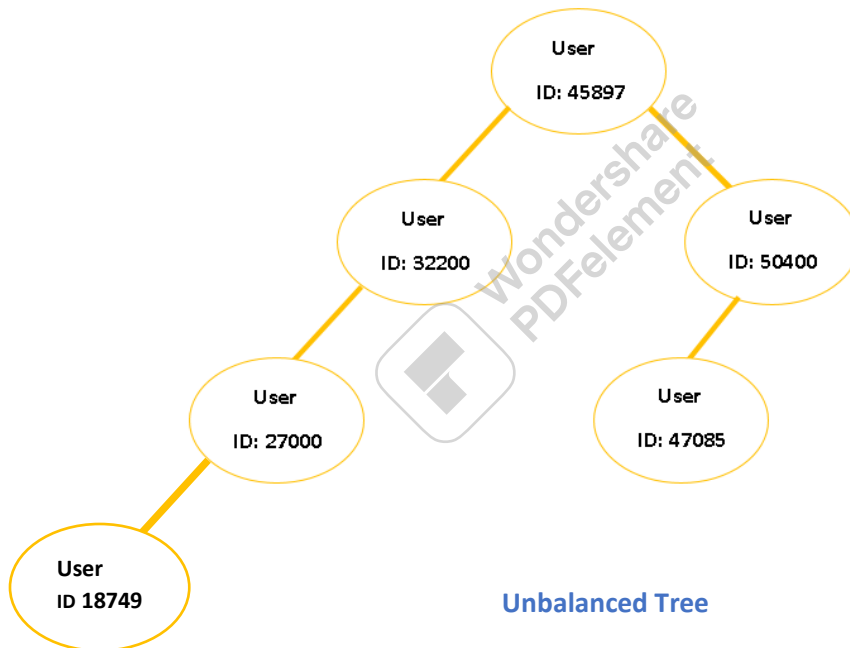 User
ID: 45897
User
ID: 32200
User
ID: 50400
User
ID: 27000
User
ID: 47085
User
ID 18749
Unbalanced Tree
Wondershare
PDFelement